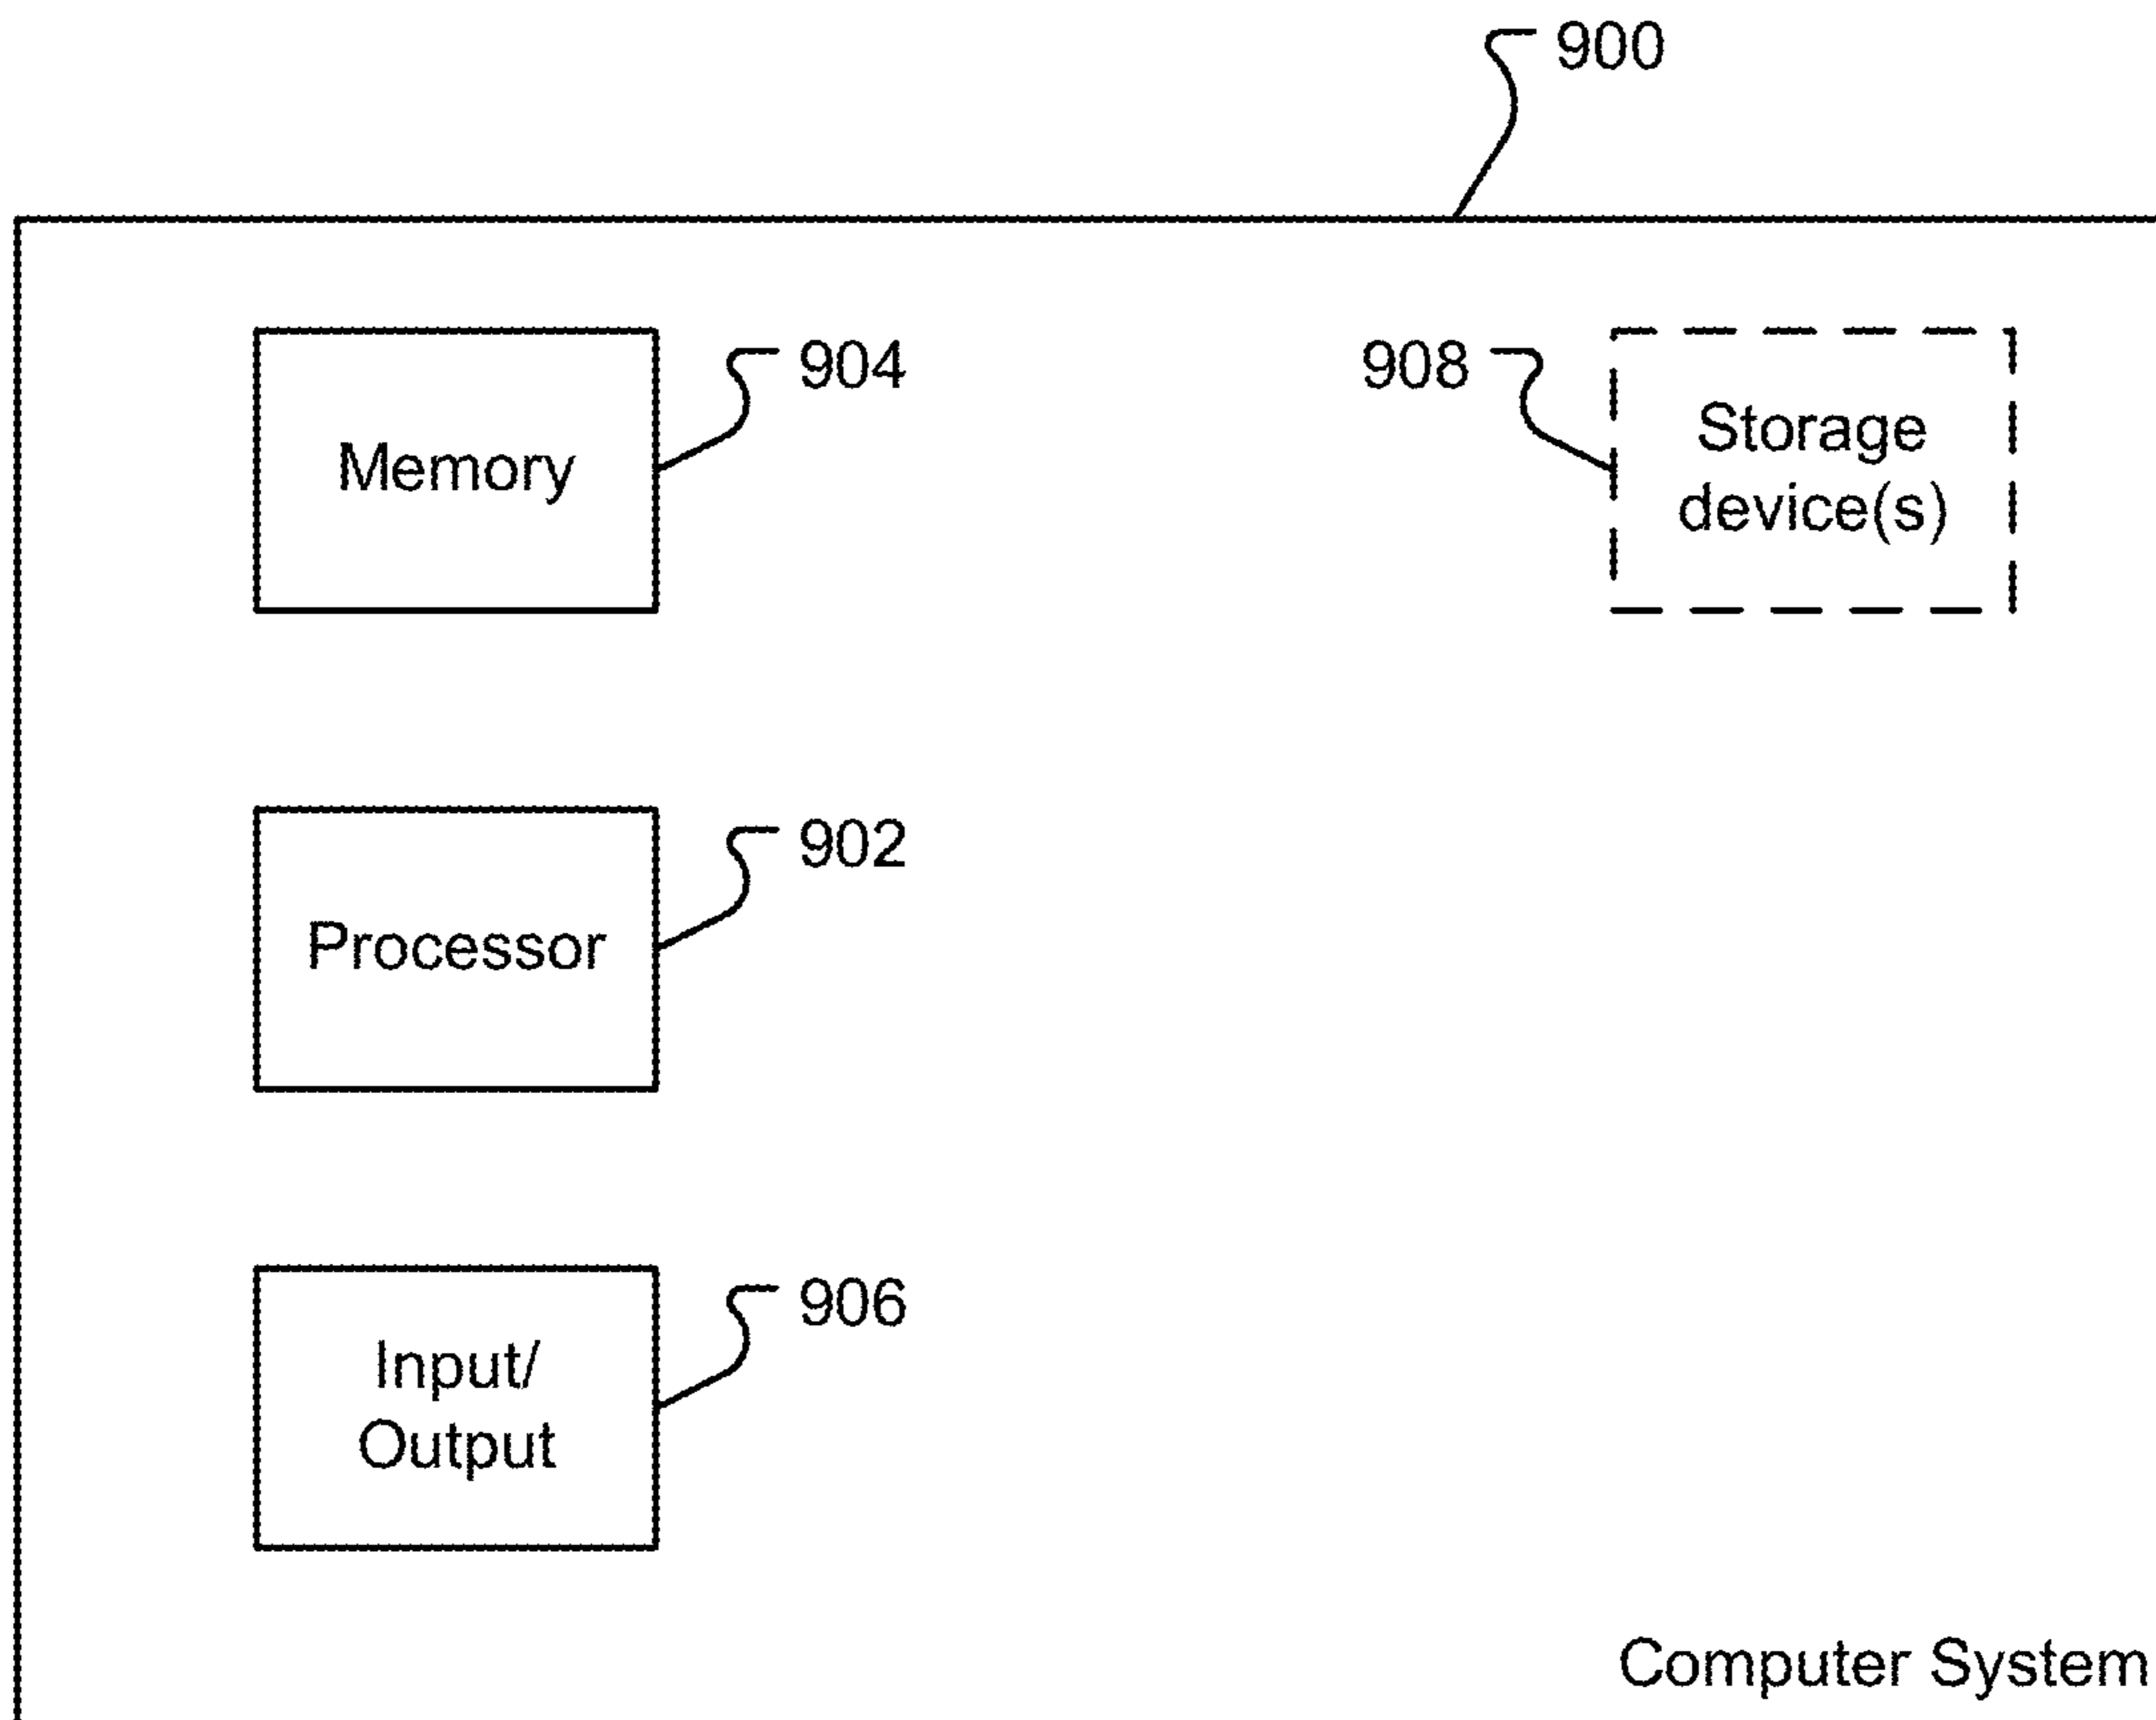 900
904
Memory
908
Storage
device(s)
902
Processor
906
Input/
Output
Computer System